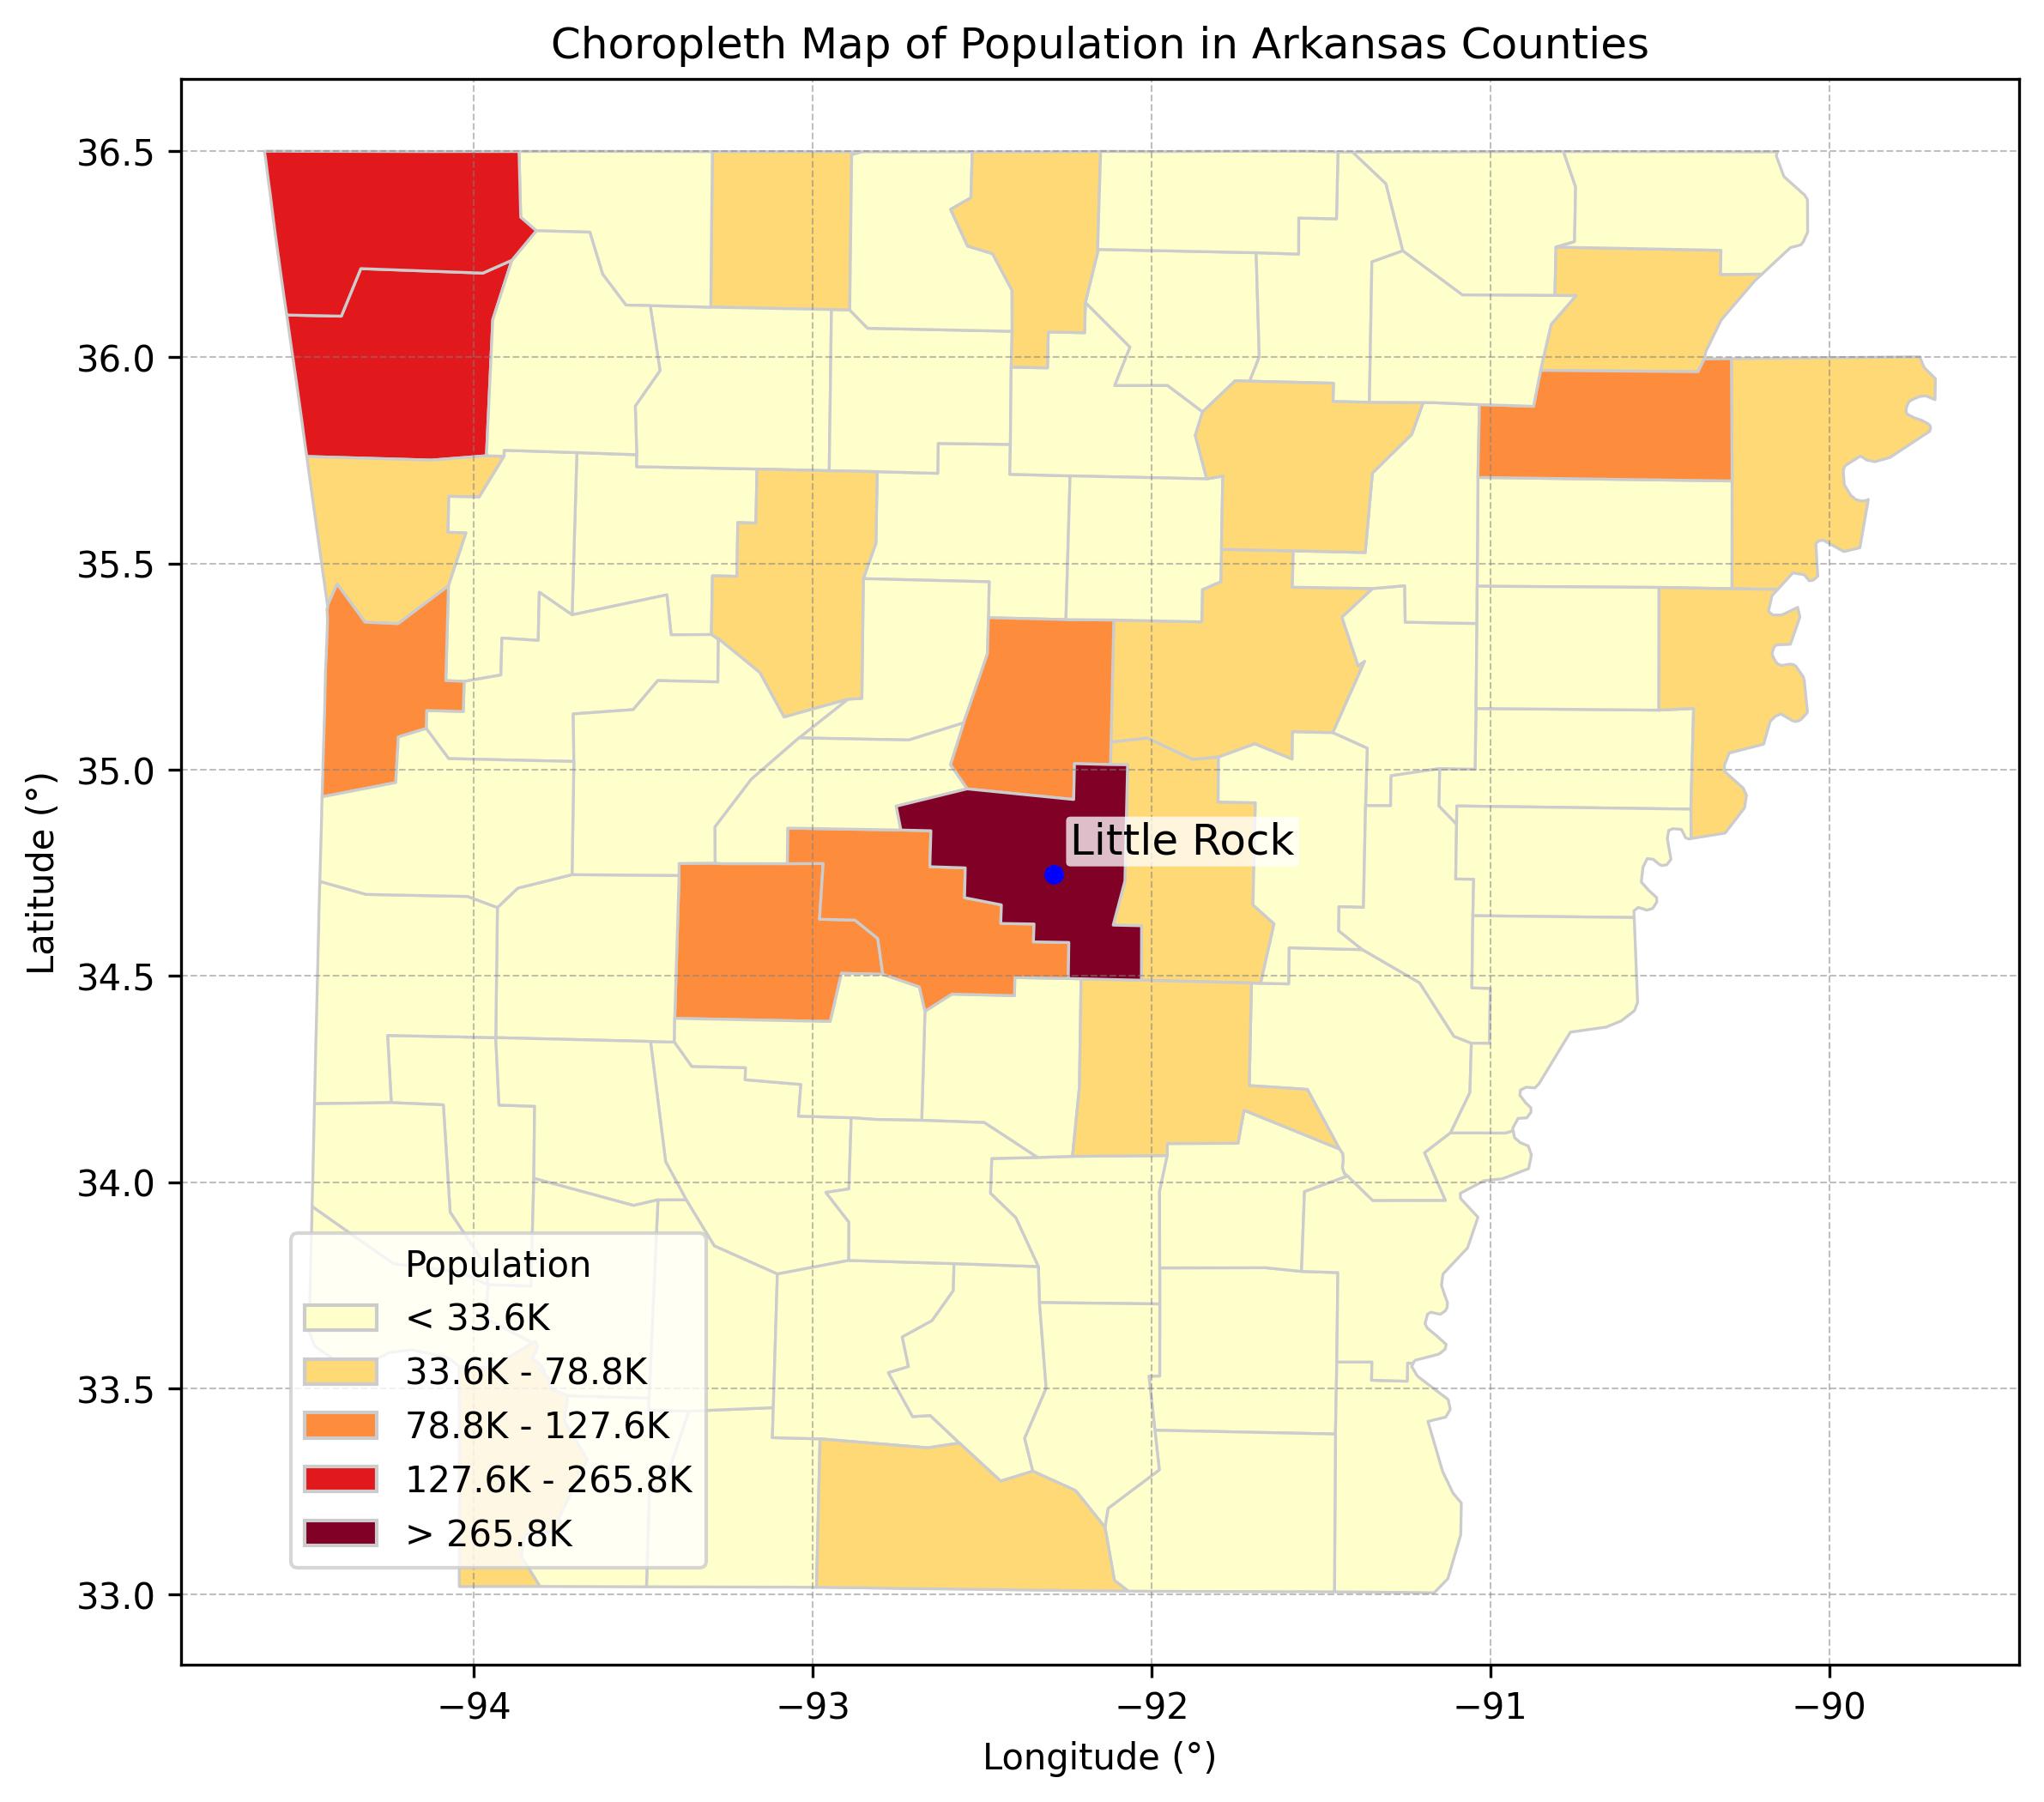 Choropleth Map of Population in Arkansas Counties
36.5
36.0
35.5
35.0
34.5
34.0
33.5
33.0
Latitude (°)
Little Rock
Population
< 33.6K
33.6K - 78.8K
78.8K - 127.6K
127.6K - 265.8K
> 265.8K
−94
−93
−92
−91
−90
Longitude (°)